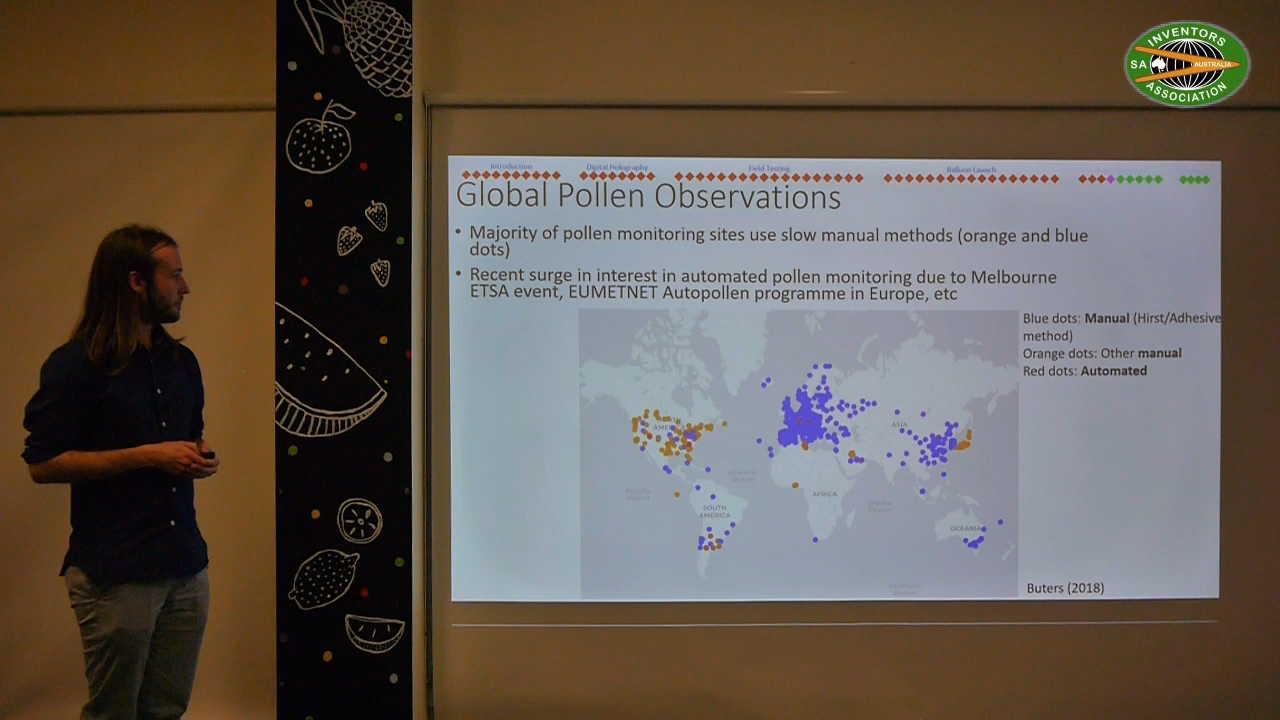 INVENTORS
SA AUSTRALIA
ASSOCIATION
Introduction Digital Holography Field Testing Balloon Launch
Global Pollen Observations
• Majority of pollen monitoring sites use slow manual methods (orange and blue
dots)
• Recent surge in interest in automated pollen monitoring due to Melbourne
ETSA event, EUMETNET Autopollen programme in Europe, etc
Blue dots: Manual (Hirst/Adhesive
method)
Orange dots: Other manual
Red dots: Automated
ASIA
AFRICA
SOUTH
AMERICA
OCEANIA
Buters (2018)